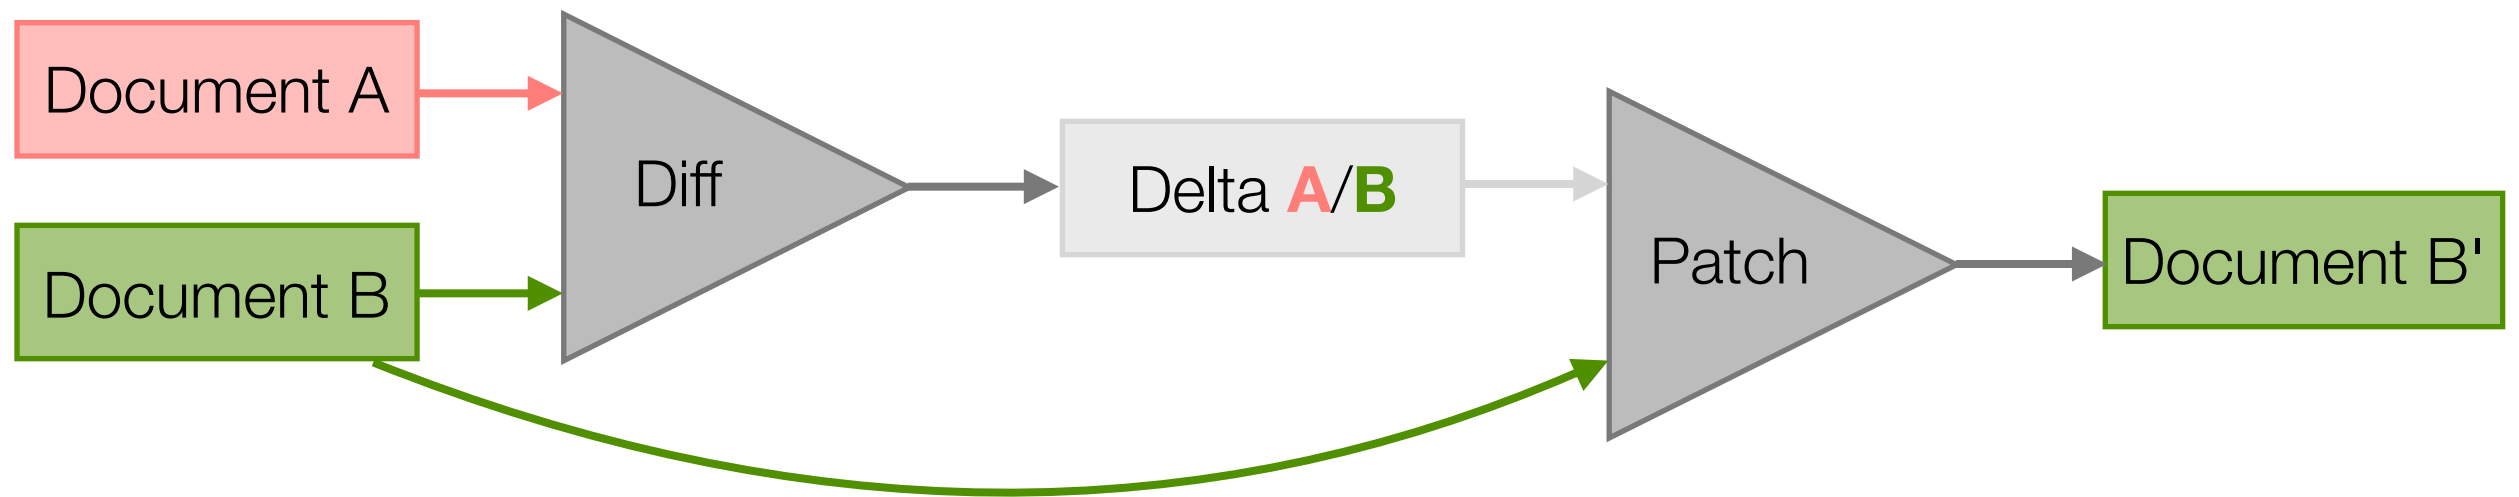 Document A
Document B
Diff
Delta A/B
Patch
Document B'